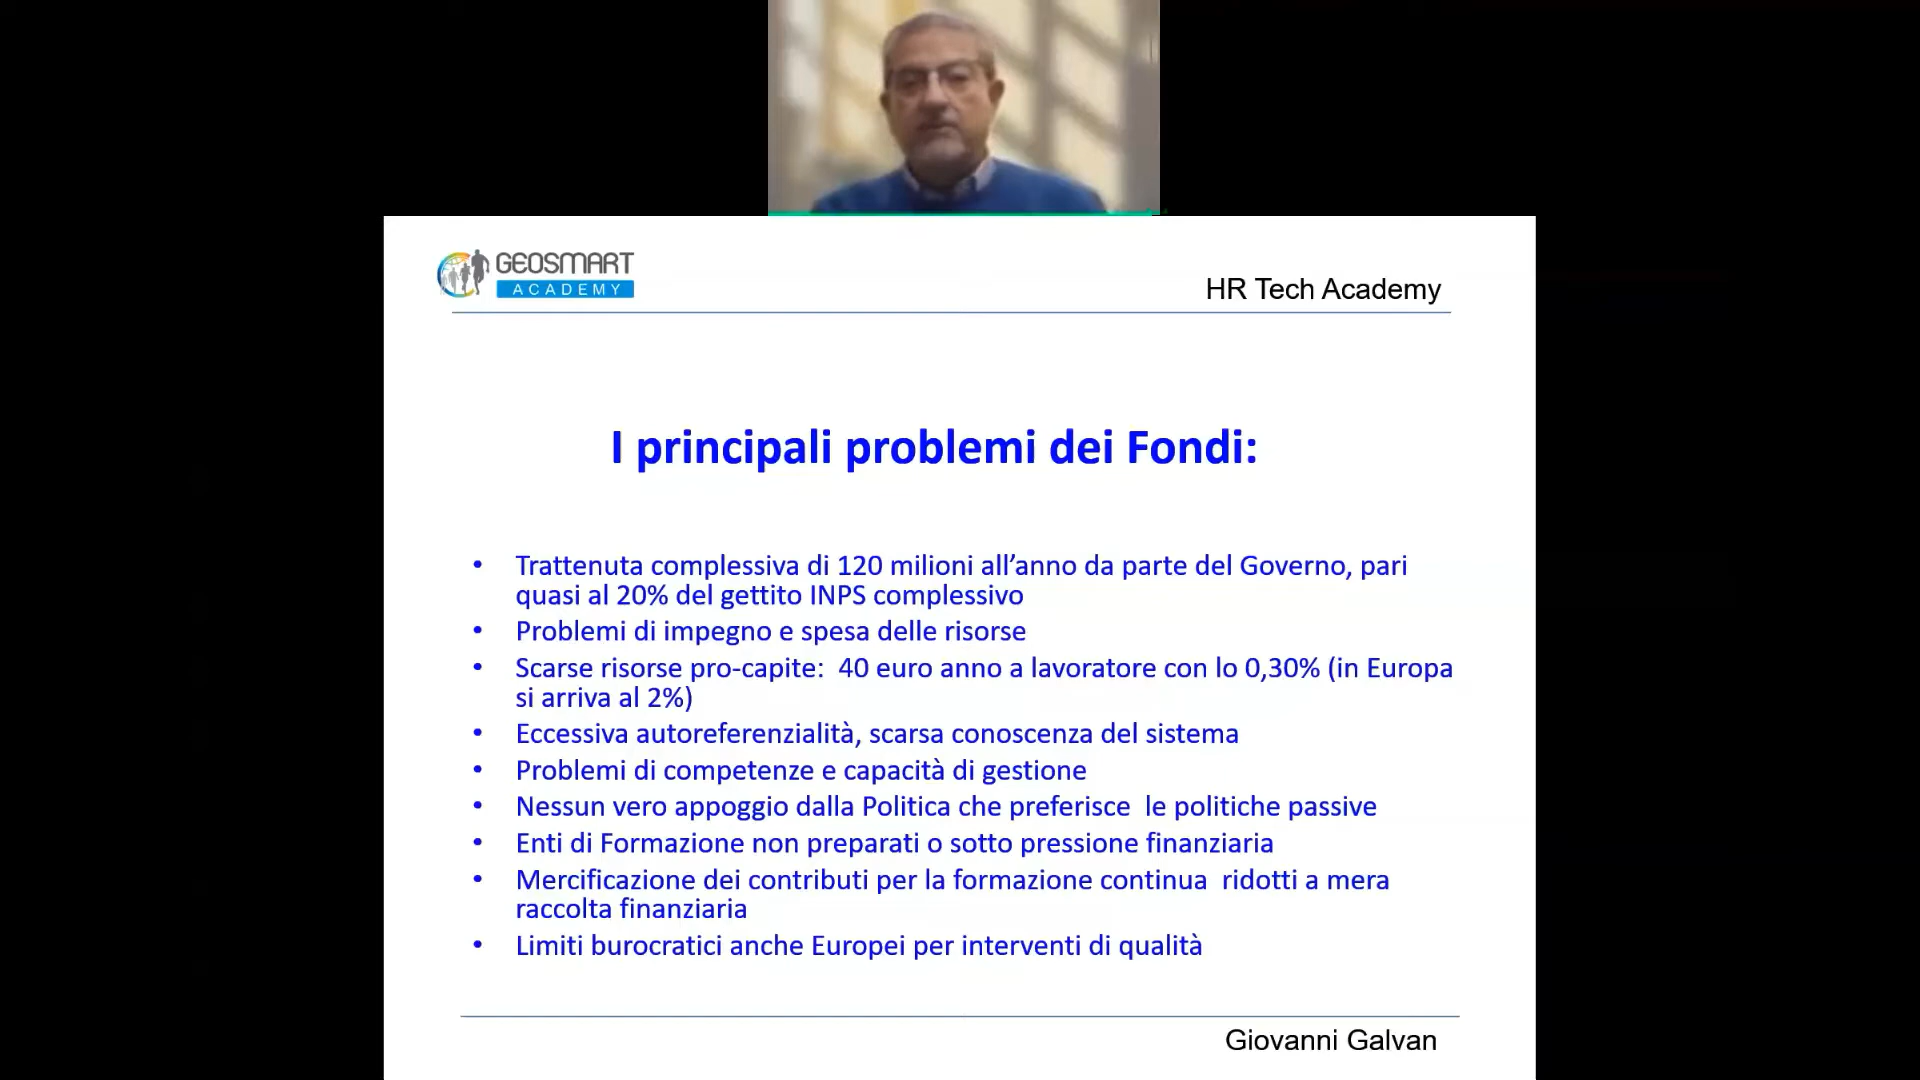 GEOSMART
ACADEMY
HR Tech Academy
I principali problemi dei Fondi:
• Trattenuta complessiva di 120 milioni all’anno da parte del Governo, pari
quasi al 20% del gettito INPS complessivo
• Problemi di impegno e spesa delle risorse
• Scarse risorse pro-capite:  40 euro anno a lavoratore con lo 0,30% (in Europa
si arriva al 2%)
• Eccessiva autoreferenzialità, scarsa conoscenza del sistema
• Problemi di competenze e capacità di gestione
• Nessun vero appoggio dalla Politica che preferisce  le politiche passive
• Enti di Formazione non preparati o sotto pressione finanziaria
• Mercificazione dei contributi per la formazione continua  ridotti a mera
raccolta finanziaria
• Limiti burocratici anche Europei per interventi di qualità
Giovanni Galvan